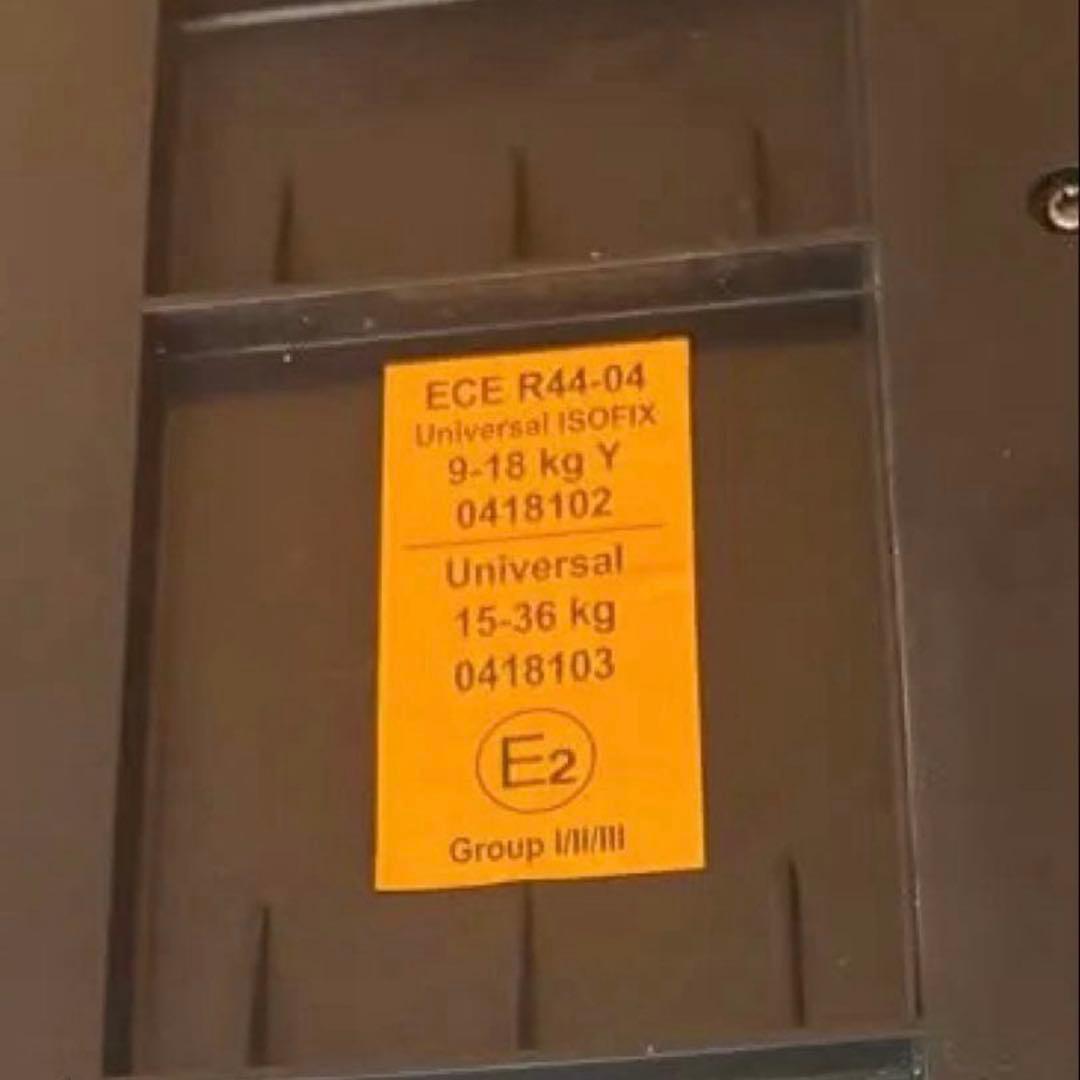 ECE R44-04
Universal ISOFIX
9-18 kg Y
0418102
Universal
15-36 kg
0418103
E2
Group I/II/III